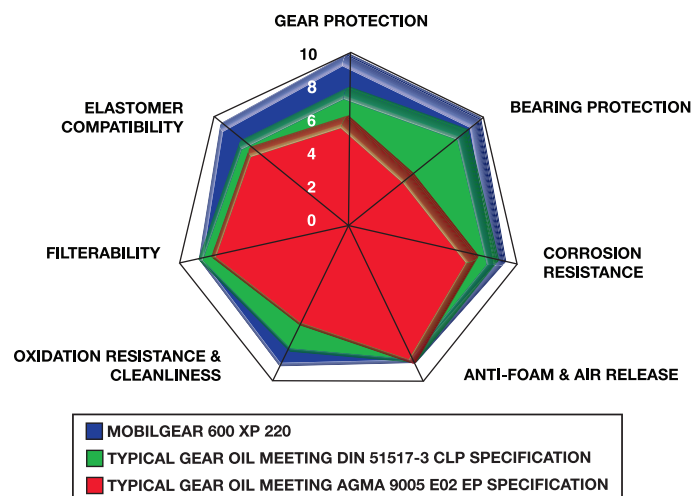 GEAR PROTECTION
10
8
6
4
2
0
ELASTOMER
COMPATIBILITY
BEARING PROTECTION
FILTERABILITY
CORROSION
RESISTANCE
OXIDATION RESISTANCE &
CLEANLINESS
ANTI-FOAM & AIR RELEASE
MOBILGEAR 600 XP 220
TYPICAL GEAR OIL MEETING DIN 51517-3 CLP SPECIFICATION
TYPICAL GEAR OIL MEETING AGMA 9005 E02 EP SPECIFICATION